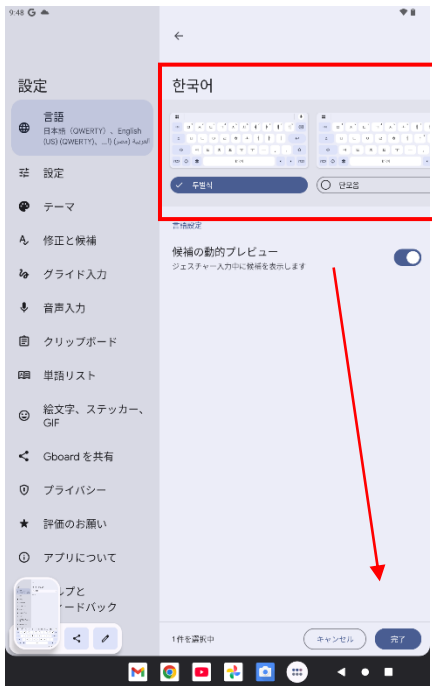 9:48 G
設定
言語
日本語（QWERTY）、English
(US) (QWERTY)、...
設定
テーマ
修正と候補
グライド入力
音声入力
クリップボード
単語リスト
絵文字、ステッカー、
GIF
Gboard を共有
プライバシー
評価のお願い
アプリについて
ルプと
ィードバック
한국어
두벌식
단모음
言語設定
候補の動的プレビュー
ジェスチャー入力中に候補を表示します
1件を選択中
キャンセル
完了